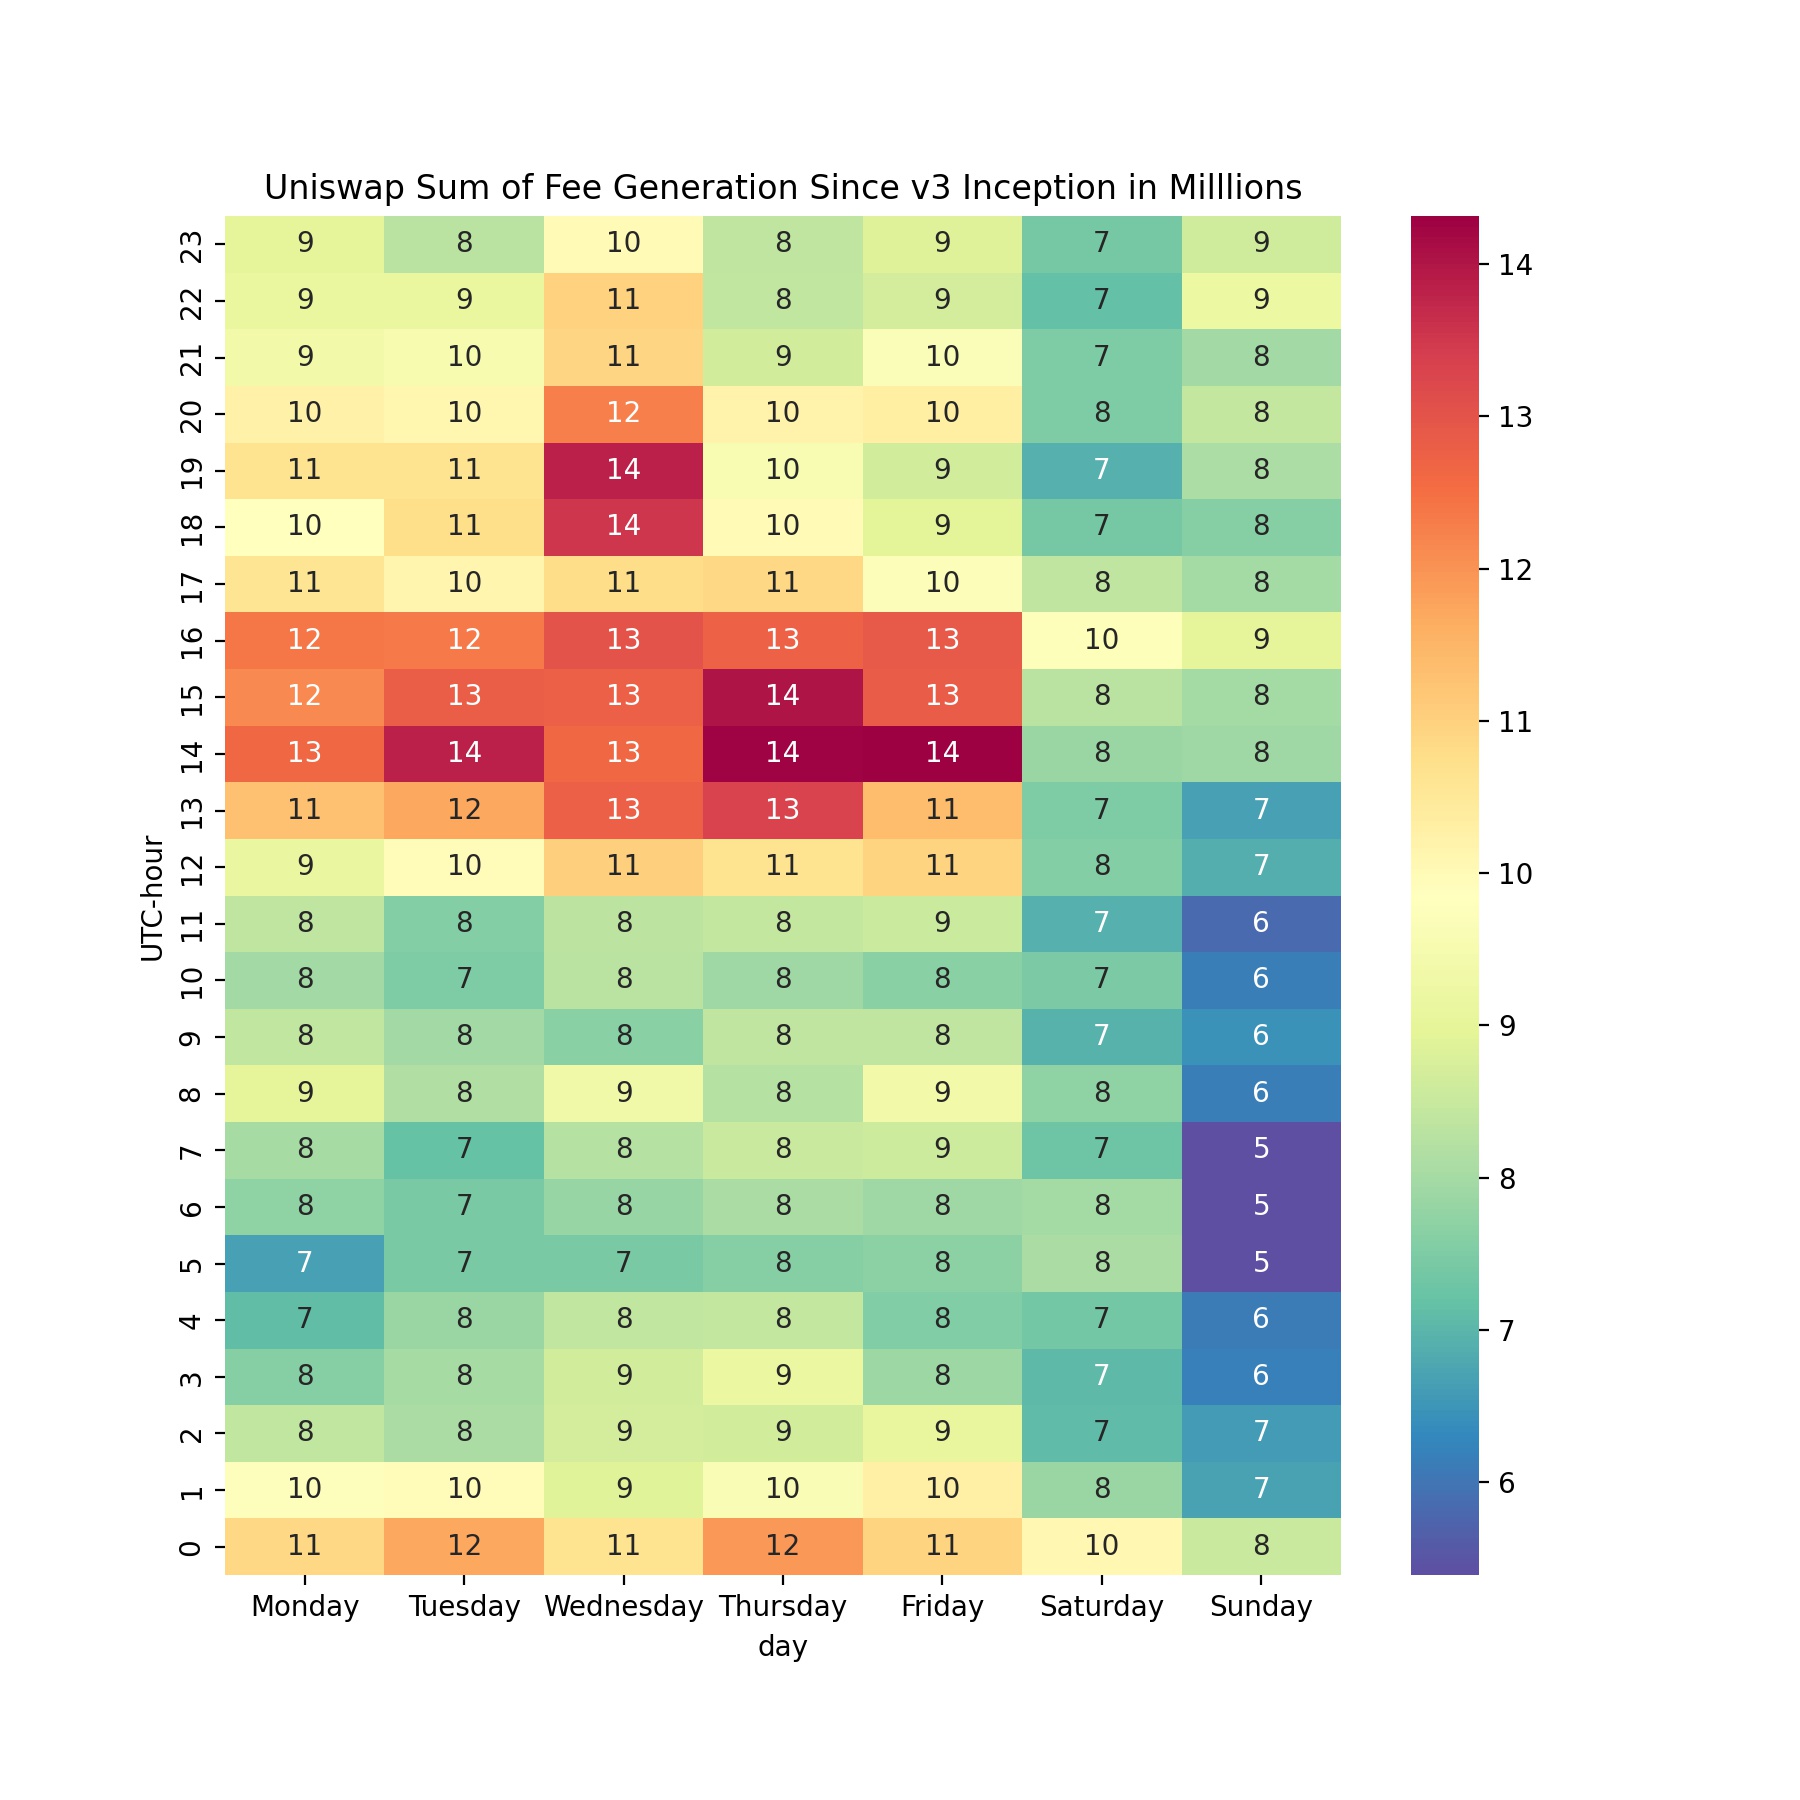 Uniswap Sum of Fee Generation Since v3 Inception in Milllions
23 9 8 10 8 9 7 9
22 9 9 11 8 9 7 9
21 9 10 11 9 10 7 8
20 10 10 12 10 10 8 8
19 11 11 14 10 9 7 8
18 10 11 14 10 9 7 8
17 11 10 11 11 10 8 8
16 12 12 13 13 13 10 9
15 12 13 13 14 13 8 8
14 13 14 13 14 14 8 8
13 11 12 13 13 11 7 7
12 9 10 11 11 11 8 7
11 8 8 8 8 9 7 6
10 8 7 8 8 8 7 6
9 8 8 8 8 8 7 6
8 9 8 9 8 9 8 6
7 8 7 8 8 9 7 5
6 8 7 8 8 8 8 5
5 7 7 7 8 8 8 5
4 7 8 8 8 8 7 6
3 8 8 9 9 8 7 6
2 8 8 9 9 9 7 7
1 10 10 9 10 10 8 7
0 11 12 11 12 11 10 8
Monday Tuesday Wednesday Thursday Friday Saturday Sunday
day
UTC-hour
14
13
12
11
10
9
8
7
6